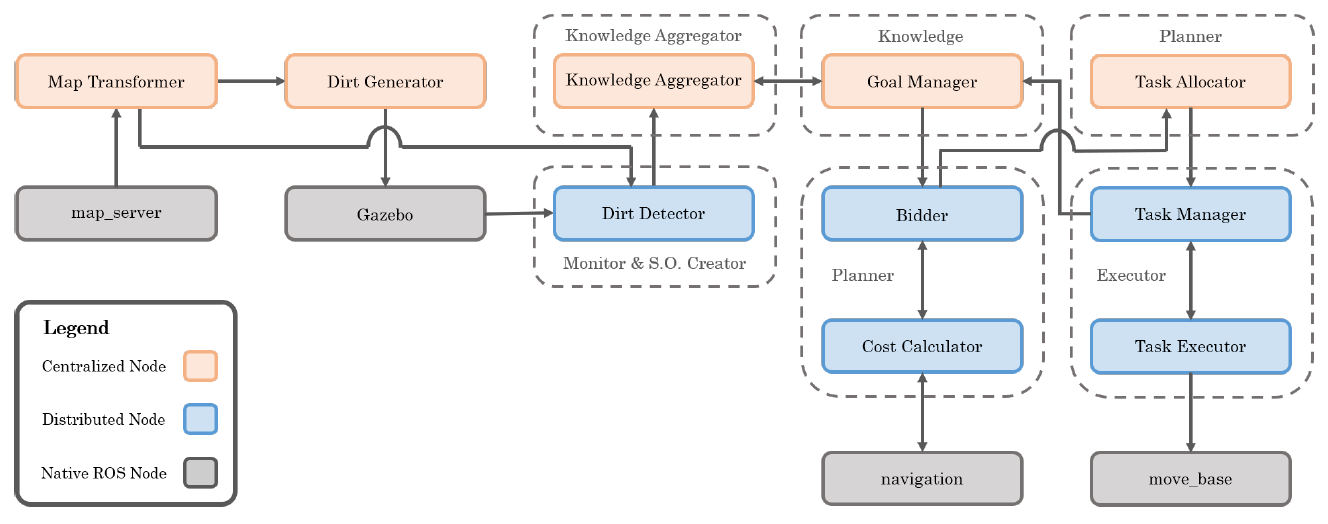 Knowledge Aggregator
Knowledge
Planner
Map Transformer
Dirt Generator
Knowledge Aggregator
Goal Manager
Task Allocator
map_server
Gazebo
Dirt Detector
Bidder
Task Manager
Monitor & S.O. Creator
Planner
Executor
Cost Calculator
Task Executor
navigation
move_base
Legend
Centralized Node
Distributed Node
Native ROS Node